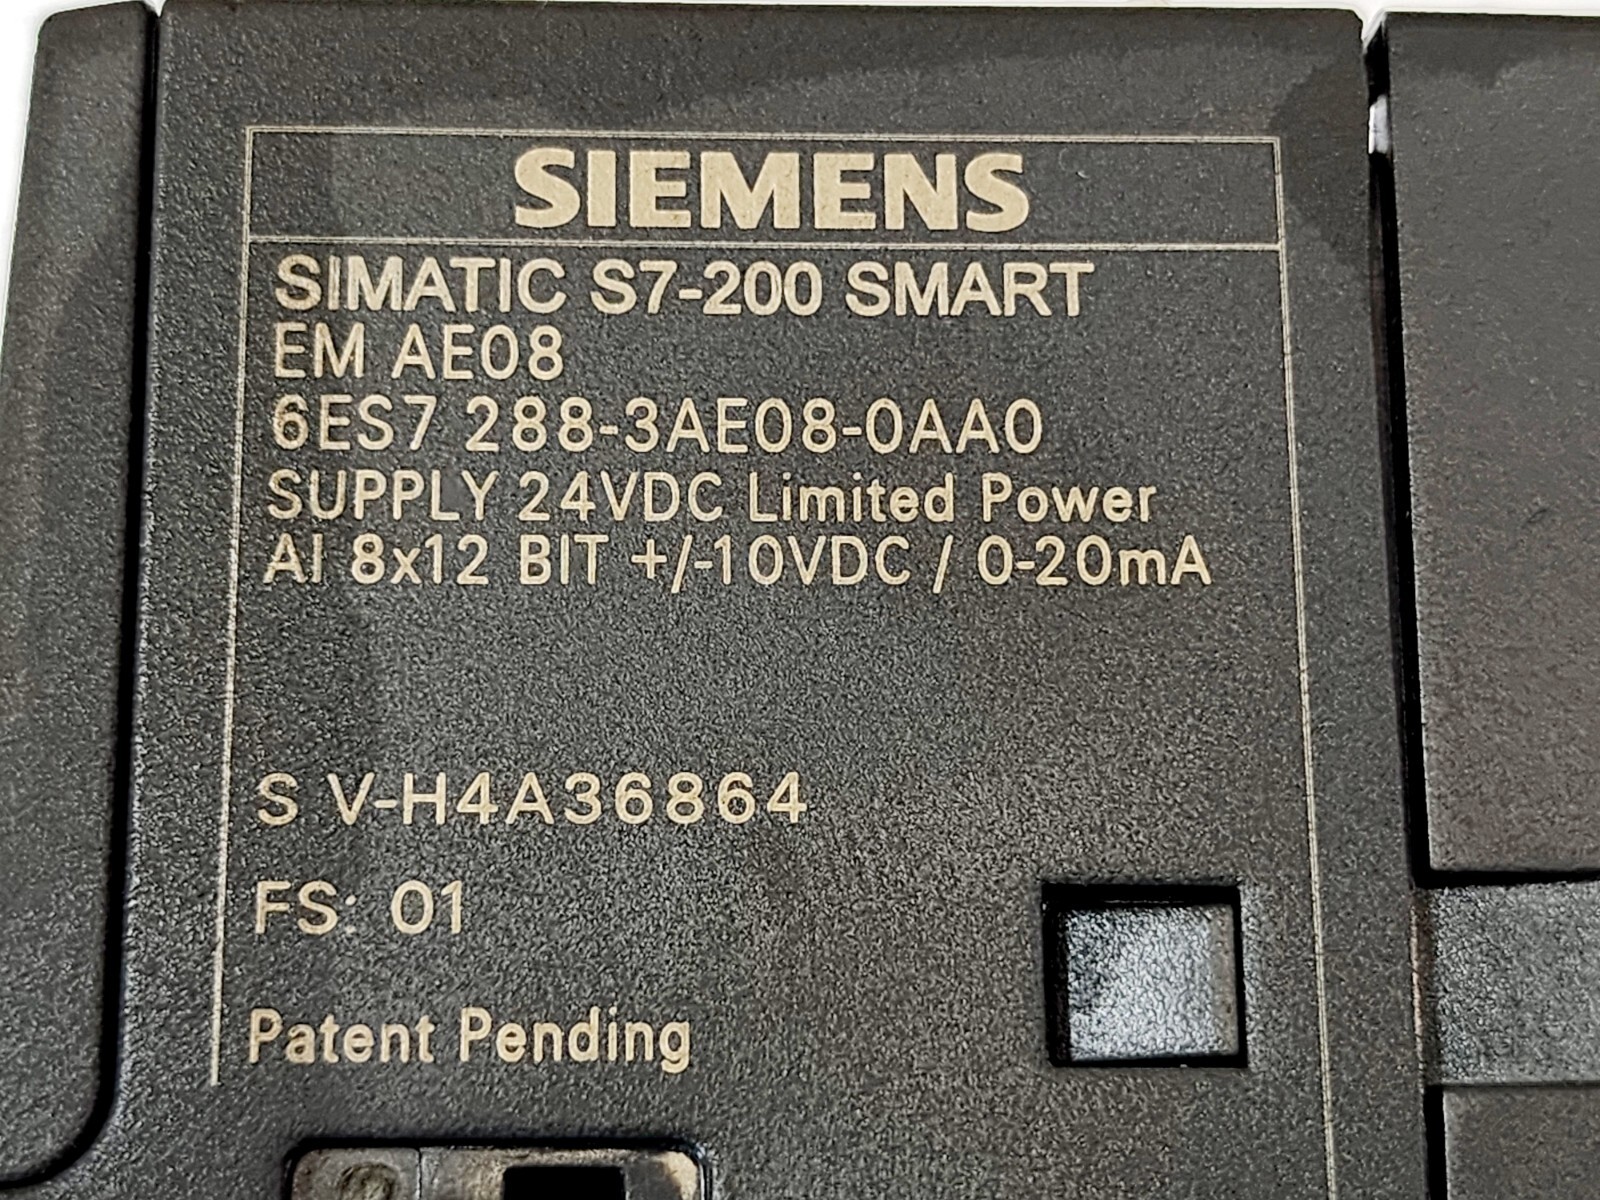 SIEMENS
SIMATIC S7-200 SMART
EM AE08
6ES7 288-3AE08-0AA0
SUPPLY 24VDC Limited Power
AI 8x12 BIT +/-10VDC / 0-20mA
S V-H4A36864
FS: 01
Patent Pending